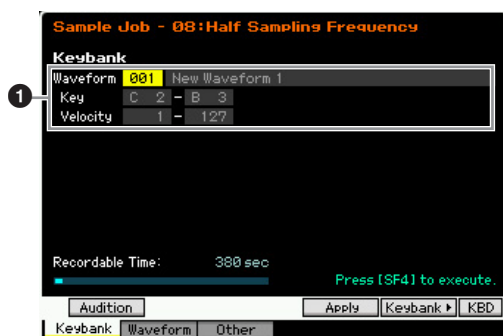 Sample Job - 08:Half Sampling Frequency
Keybank
Waveform 001 New Waveform 1
1 Key C 2 - B 3
Velocity 1 - 127
Recordable Time: 380 sec
Press [SF4] to execute.
Audition Apply Keybank KBD
Keybank Waveform Other